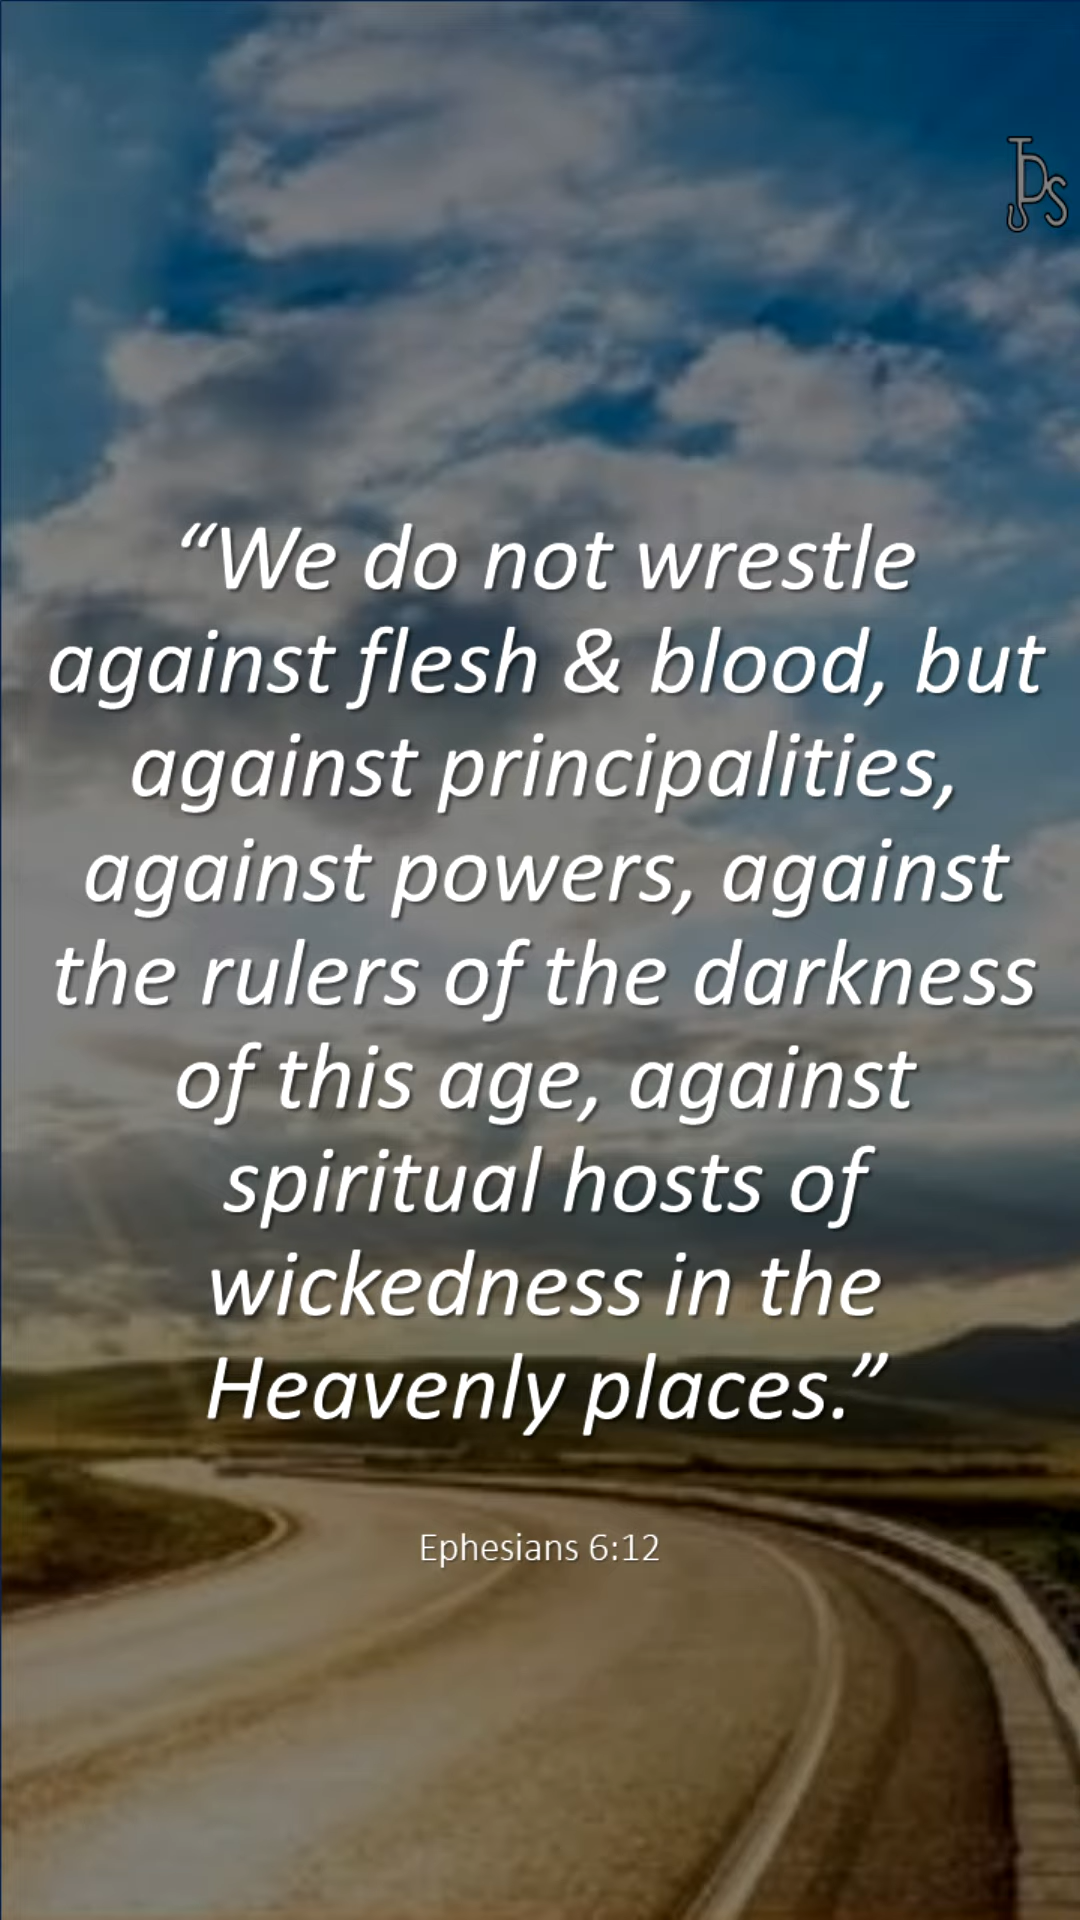 “We do not wrestle
against flesh & blood, but
against principalities,
against powers, against
the rulers of the darkness
of this age, against
spiritual hosts of
wickedness in the
Heavenly places.”
Ephesians 6:12